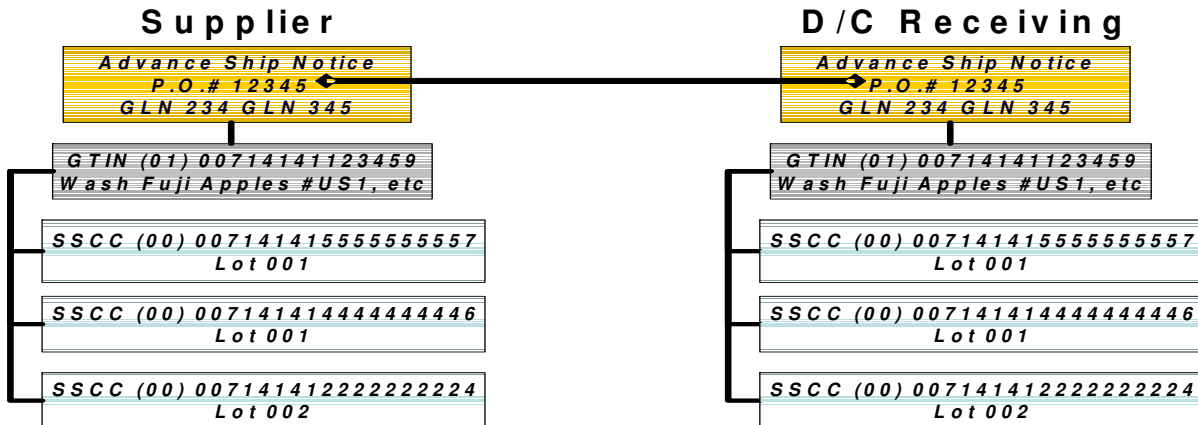 Supplier
Advance Ship Notice
P.O.# 12345
GLN 234 GLN 345
GTIN (01) 00714141123459
Wash Fuji Apples #US1, etc
SSCC (00) 007141415555555557
Lot 001
SSCC (00) 007141414444444446
Lot 001
SSCC (00) 007141412222222224
Lot 002
D/C Receiving
Advance Ship Notice
P.O.# 12345
GLN 234 GLN 345
GTIN (01) 00714141123459
Wash Fuji Apples #US1, etc
SSCC (00) 007141415555555557
Lot 001
SSCC (00) 007141414444444446
Lot 001
SSCC (00) 007141412222222224
Lot 002